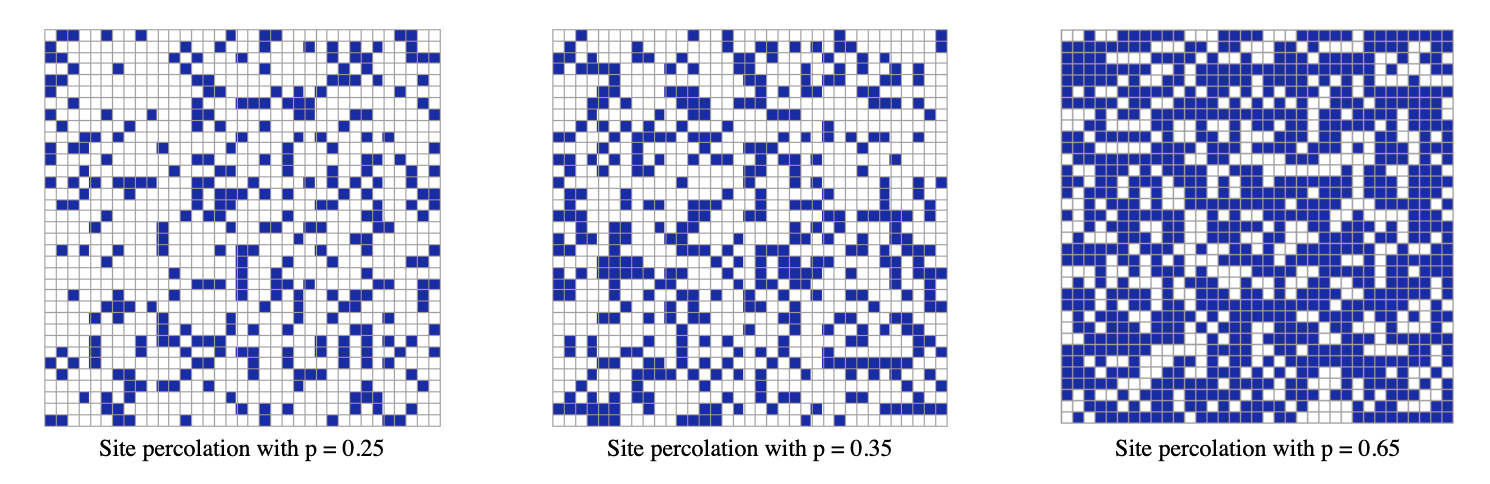 Site percolation with p = 0.25
Site percolation with p = 0.35
Site percolation with p = 0.65